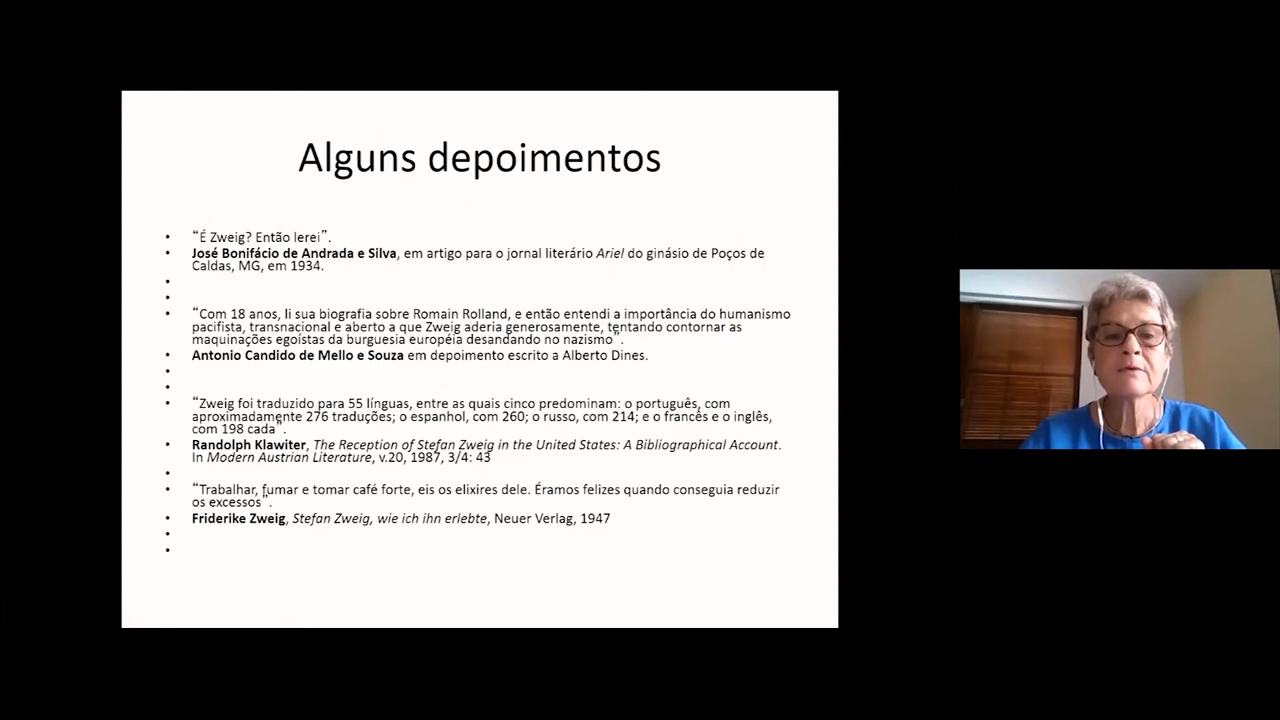 Alguns depoimentos
• “É Zweig? Então lerei”.
• José Bonifácio de Andrada e Silva, em artigo para o jornal literário Ariel do ginásio de Poços de
Caldas, MG, em 1934.
•
•
• “Com 18 anos, li sua biografia sobre Romain Rolland, e então entendi a importância do humanismo
pacifista, transnacional e aberto a que Zweig aderia generosamente, tentando contornar as
maquinações egoístas da burguesia européia desandando no nazismo”.
• Antonio Candido de Mello e Souza em depoimento escrito a Alberto Dines.
•
•
• “Zweig foi traduzido para 55 línguas, entre as quais cinco predominam: o português, com
aproximadamente 276 traduções; o espanhol, com 260; o russo, com 214; e o francês e o inglês,
com 198 cada”.
• Randolph Klawiter, The Reception of Stefan Zweig in the United States: A Bibliographical Account.
In Modern Austrian Literature, v.20, 1987, 3/4: 43
•
• “Trabalhar, fumar e tomar café forte, eis os elixires dele. Éramos felizes quando conseguia reduzir
os excessos”.
• Friderike Zweig, Stefan Zweig, wie ich ihn erlebte, Neuer Verlag, 1947
•
•